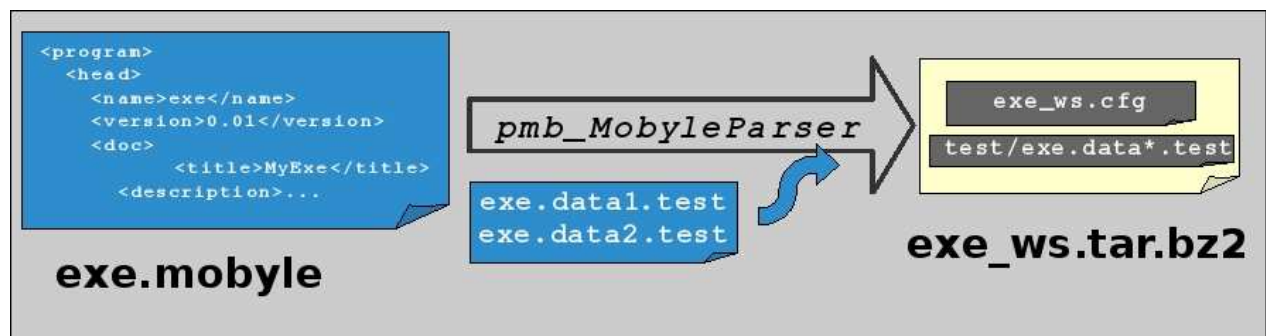 <program>
<head>
<name>exe</name>
<version>0.01</version>
<doc>
<title>MyExe</title>
<description>...
exe.mobyle
pmb_MobyleParser
exe.data1.test
exe.data2.test
exe_ws.cfg
test/exe.data*.test
exe_ws.tar.bz2